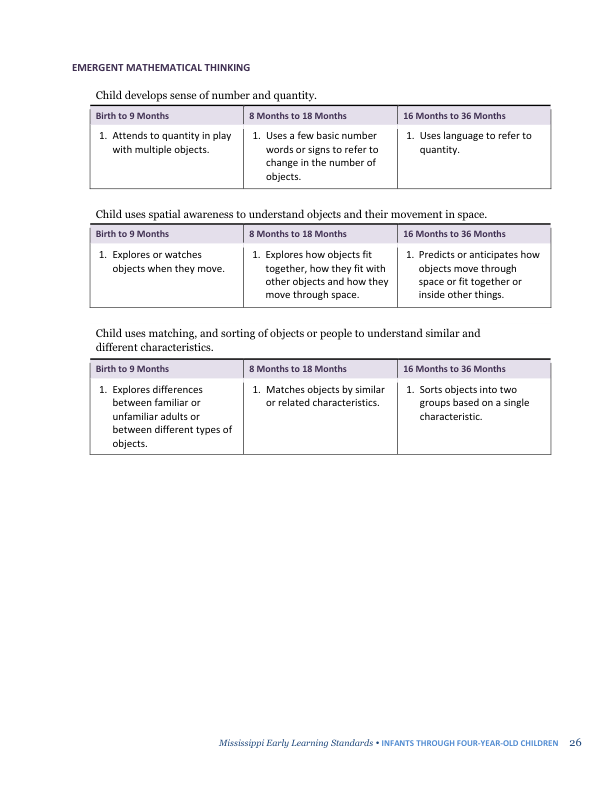 EMERGENT MATHEMATICAL THINKING
Child develops sense of number and quantity.
Birth to 9 Months
8 Months to 18 Months
16 Months to 36 Months
1. Attends to quantity in play
with multiple objects.
1. Uses a few basic number
words or signs to refer to
change in the number of
objects.
1. Uses language to refer to
quantity.
Child uses spatial awareness to understand objects and their movement in space.
Birth to 9 Months
8 Months to 18 Months
16 Months to 36 Months
1. Explores or watches
objects when they move.
1. Explores how objects fit
together, how they fit with
other objects and how they
move through space.
1. Predicts or anticipates how
objects move through
space or fit together or
inside other things.
Child uses matching, and sorting of objects or people to understand similar and
different characteristics.
Birth to 9 Months
8 Months to 18 Months
16 Months to 36 Months
1. Explores differences
between familiar or
unfamiliar adults or
between different types of
objects.
1. Matches objects by similar
or related characteristics.
1. Sorts objects into two
groups based on a single
characteristic.
Mississippi Early Learning Standards • INFANTS THROUGH FOUR-YEAR-OLD CHILDREN 26